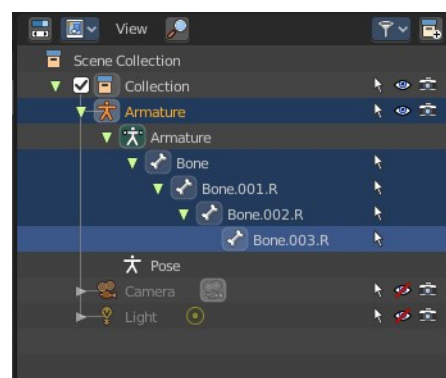 View
Scene Collection
Collection
Armature
Armature
Bone
Bone.001.R
Bone.002.R
Bone.003.R
Pose
Camera
Light